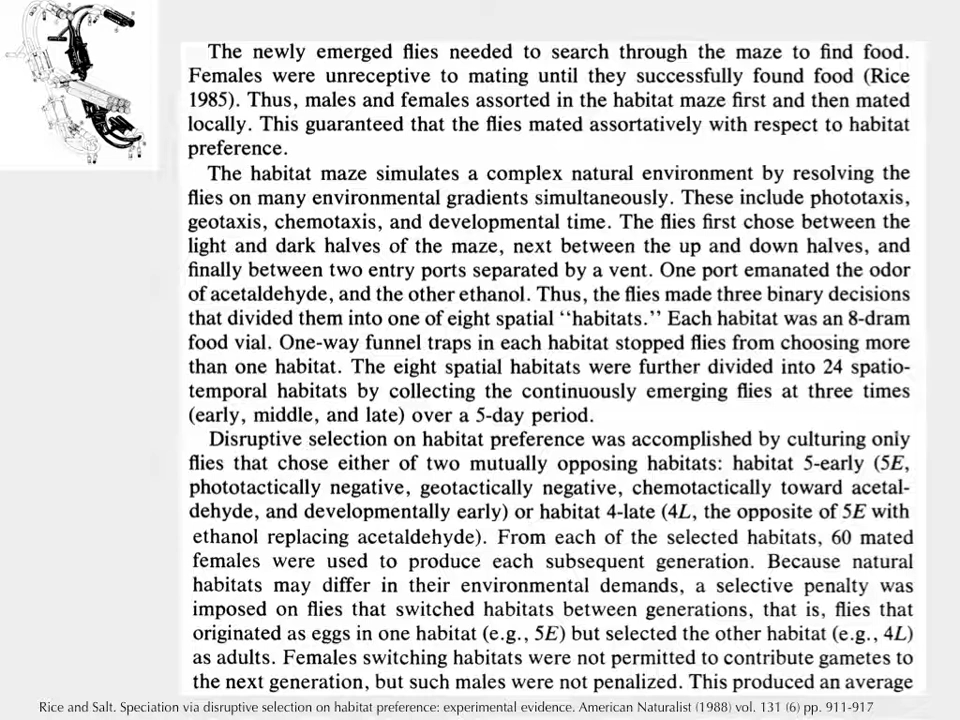 The newly emerged flies needed to search through the maze to find food.
Females were unreceptive to mating until they successfully found food (Rice
1985). Thus, males and females assorted in the habitat maze first and then mated
locally. This guaranteed that the flies mated assortatively with respect to habitat
preference.
The habitat maze simulates a complex natural environment by resolving the
flies on many environmental gradients simultaneously. These include phototaxis,
geotaxis, chemotaxis, and developmental time. The flies first chose between the
light and dark halves of the maze, next between the up and down halves, and
finally between two entry ports separated by a vent. One port emanated the odor
of acetaldehyde, and the other ethanol. Thus, the flies made three binary decisions
that divided them into one of eight spatial “habitats.” Each habitat was an 8-dram
food vial. One-way funnel traps in each habitat stopped flies from choosing more
than one habitat. The eight spatial habitats were further divided into 24 spatio-
temporal habitats by collecting the continuously emerging flies at three times
(early, middle, and late) over a 5-day period.
Disruptive selection on habitat preference was accomplished by culturing only
flies that chose either of two mutually opposing habitats: habitat 5-early (5E,
phototactically negative, geotactically negative, chemotactically toward acetal-
dehyde, and developmentally early) or habitat 4-late (4L, the opposite of 5E with
ethanol replacing acetaldehyde). From each of the selected habitats, 60 mated
females were used to produce each subsequent generation. Because natural
habitats may differ in their environmental demands, a selective penalty was
imposed on flies that switched habitats between generations, that is, flies that
originated as eggs in one habitat (e.g., 5E) but selected the other habitat (e.g., 4L)
as adults. Females switching habitats were not permitted to contribute gametes to
the next generation, but such males were not penalized. This produced an average
Rice and Salt. Speciation via disruptive selection on habitat preference: experimental evidence. American Naturalist (1988) vol. 131 (6) pp. 911-917